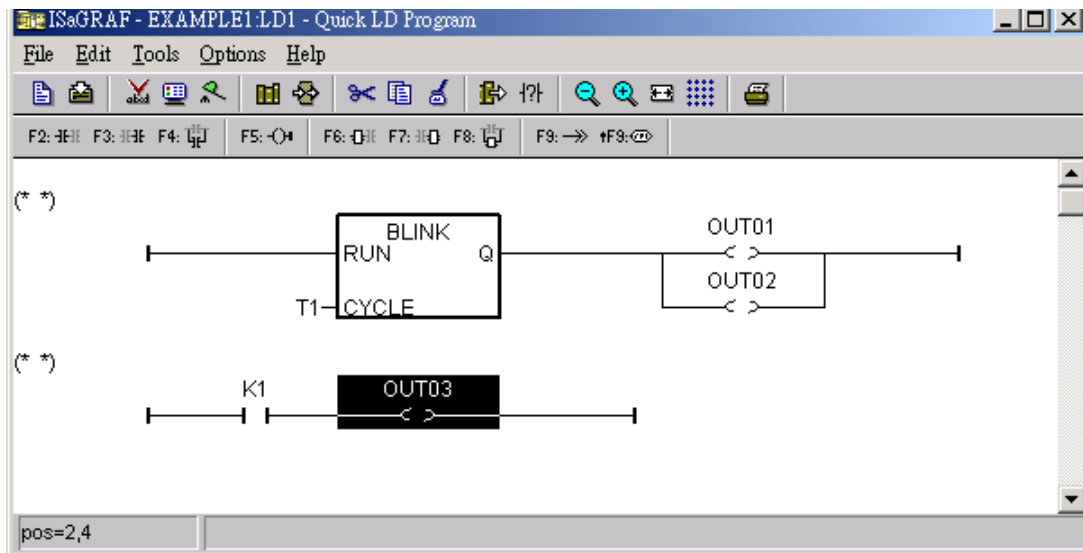 ISaGRAF - EXAMPLE1:LD1 - Quick LD Program
File Edit Tools Options Help
F2: F3: F4: F5: F6: F7: F8: F9: F9:
(* *)
BLINK
RUN Q
T1 CYCLE
OUT01
OUT02
(* *)
K1 OUT03
pos=2,4